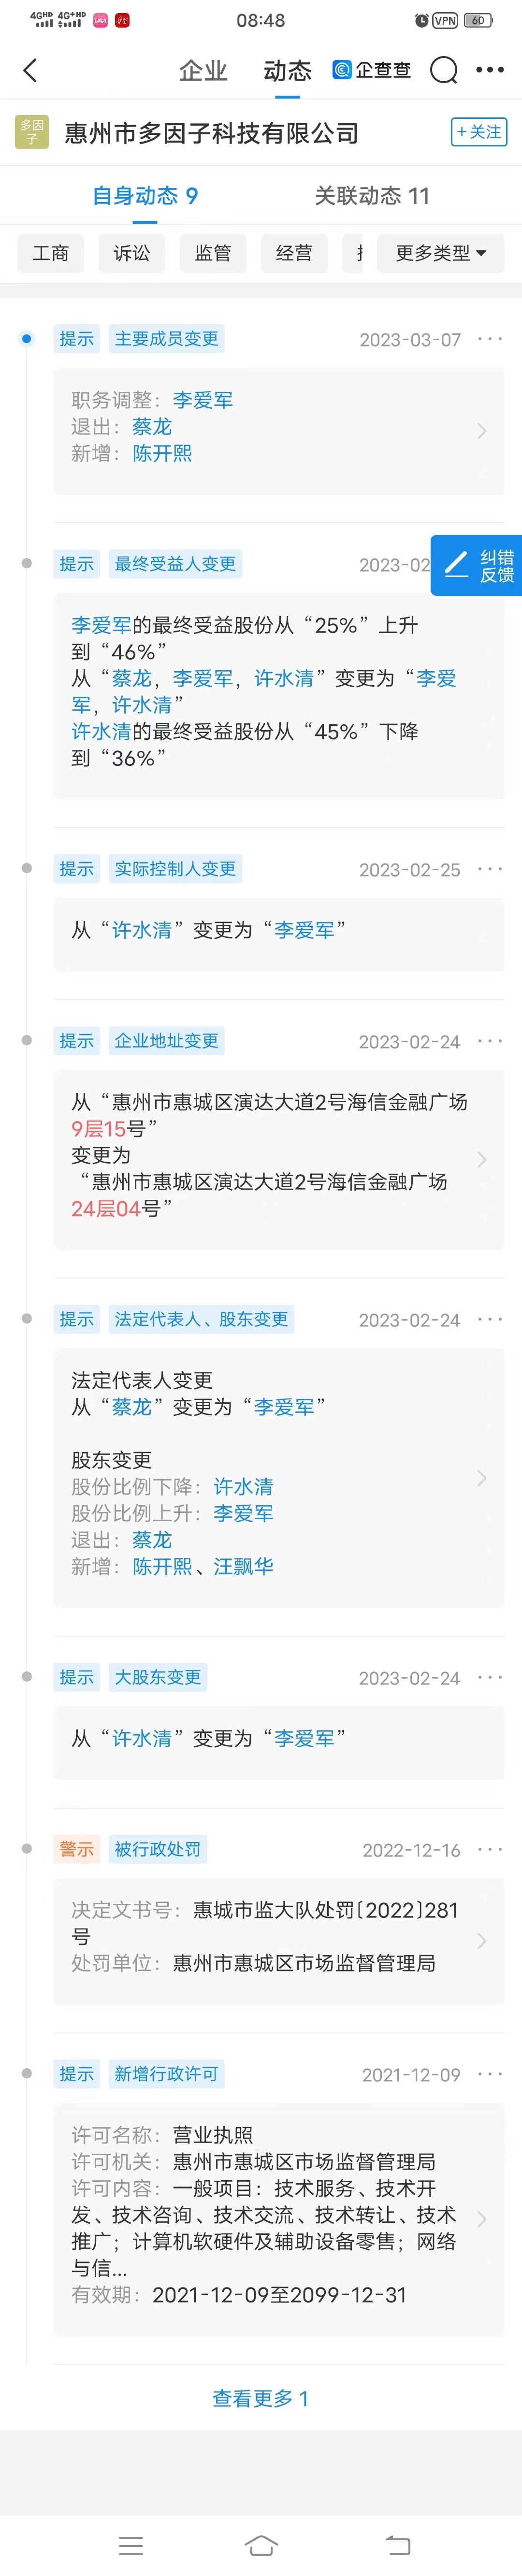 4GHD 4G+HD 08:48 VPN 60
企业 动态 企查查
多因子 惠州市多因子科技有限公司 +关注
自身动态 9 关联动态 11
工商 诉讼 监管 经营 更多类型
提示 主要成员变更 2023-03-07
职务调整：李爱军
退出：蔡龙
新增：陈开熙
提示 最终受益人变更 2023-02
纠错
反馈
李爱军的最终受益股份从“25%”上升
到“46%”
从“蔡龙，李爱军，许水清”变更为“李爱
军，许水清”
许水清的最终受益股份从“45%”下降
到“36%”
提示 实际控制人变更 2023-02-25
从“许水清”变更为“李爱军”
提示 企业地址变更 2023-02-24
从“惠州市惠城区演达大道2号海信金融广场
9层15号”
变更为
“惠州市惠城区演达大道2号海信金融广场
24层04号”
提示 法定代表人、股东变更 2023-02-24
法定代表人变更
从“蔡龙”变更为“李爱军”
股东变更
股份比例下降：许水清
股份比例上升：李爱军
退出：蔡龙
新增：陈开熙、汪飘华
提示 大股东变更 2023-02-24
从“许水清”变更为“李爱军”
警示 被行政处罚 2022-12-16
决定文书号：惠城市监大队处罚〔2022〕281
号
处罚单位：惠州市惠城区市场监督管理局
提示 新增行政许可 2021-12-09
许可名称：营业执照
许可机关：惠州市惠城区市场监督管理局
许可内容：一般项目：技术服务、技术开
发、技术咨询、技术交流、技术转让、技术
推广；计算机软硬件及辅助设备零售；网络
与信...
有效期：2021-12-09至2099-12-31
查看更多 1